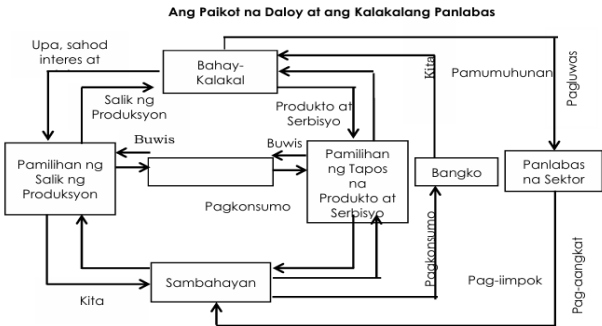 Ang Paikot na Daloy at ang Kalakalang Panlabas
Upa, sahod
interes at
Bahay-
Kalakal
Kita
Pamumuhunan
Pagluwas
Salik ng
Produksyon
Produkto at
Serbisyo
Buwis
Buwis
Pamilihan ng
Salik ng
Produksyon
Pamilihan
ng Tapos
na
Produkto at
Serbisyo
Bangko
Panlabas
na Sektor
Pagkonsumo
Pagkonsumo
Sambahayan
Kita
Pag-iimpok
Pag-aangkat